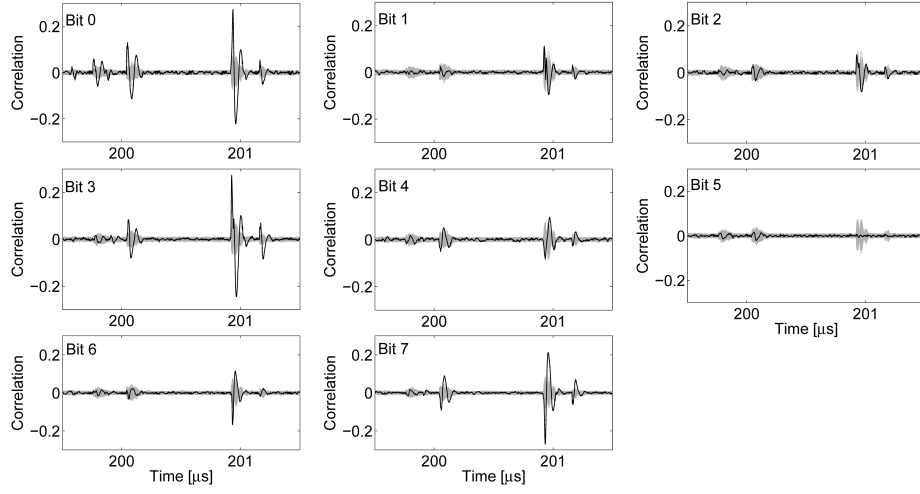 Bit 0
Correlation
0.2
0
−0.2
200
201
Bit 1
Correlation
0.2
0
−0.2
200
201
Bit 2
Correlation
0.2
0
−0.2
200
201
Bit 3
Correlation
0.2
0
−0.2
200
201
Bit 4
Correlation
0.2
0
−0.2
200
201
Bit 5
Correlation
0.2
0
−0.2
200
201
Time [μs]
Bit 6
Correlation
0.2
0
−0.2
200
201
Time [μs]
Bit 7
Correlation
0.2
0
−0.2
200
201
Time [μs]